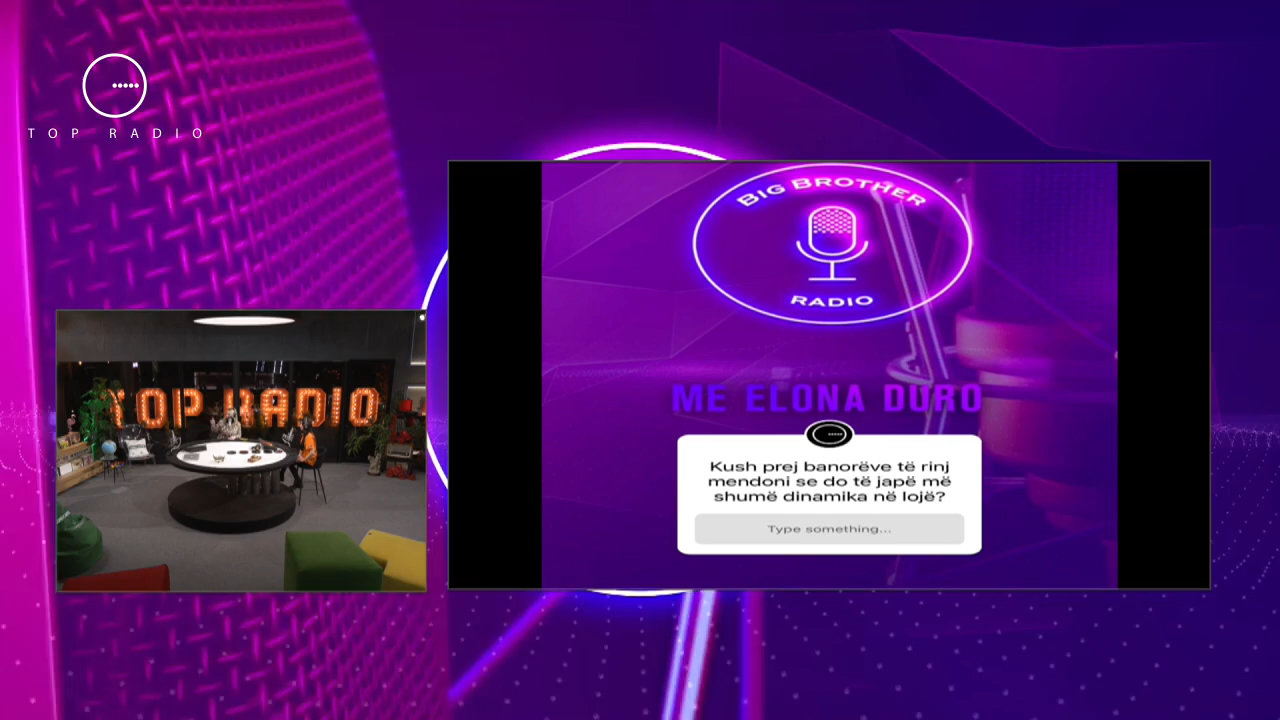 TOP RADIO
TOP RADIO
BIG BROTHER
RADIO
ME ELONA DURO
Kush prej banorëve të rinj
mendoni se do të japë më
shumë dinamika në lojë?
Type something...